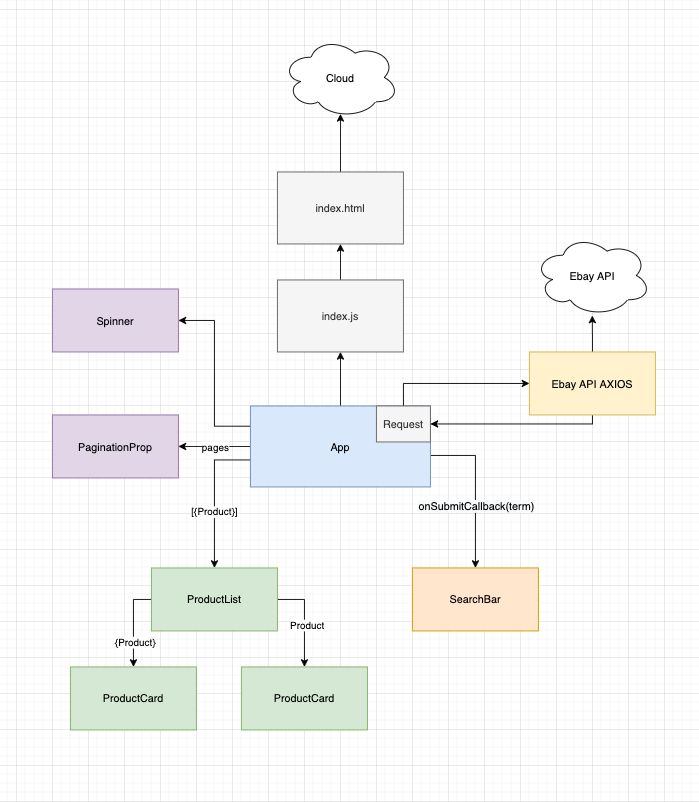 Cloud
index.html
Ebay API
index.js
Spinner
Ebay API AXIOS
Request
App
PaginationProp
pages
onSubmitCallback(term)
[{Product}]
ProductList
SearchBar
Product
{Product}
ProductCard
ProductCard